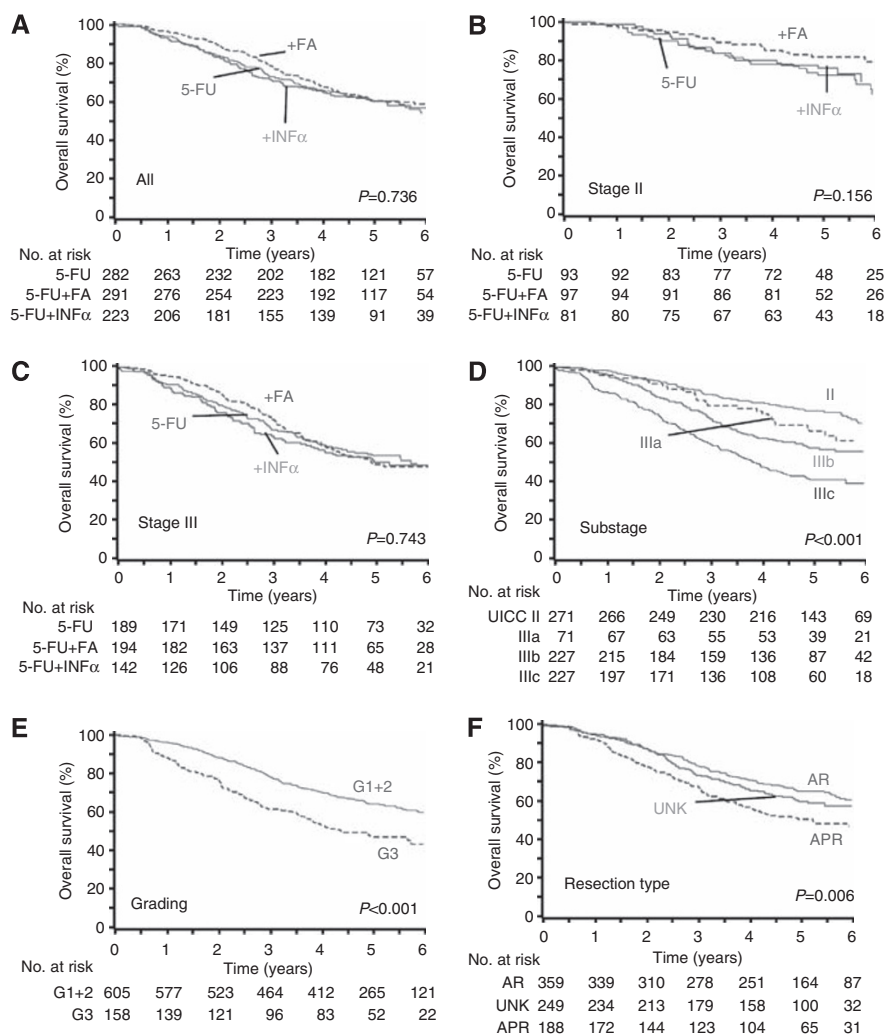 A
Overall survival (%)
100
80
60
40
20
0
+FA
5-FU
+INFα
All
P=0.736
0 1 2 3 4 5 6
Time (years)
No. at risk
5-FU 282 263 232 202 182 121 57
5-FU+FA 291 276 254 223 192 117 54
5-FU+INFα 223 206 181 155 139 91 39
B
Overall survival (%)
100
80
60
40
20
0
+FA
5-FU
+INFα
Stage II
P=0.156
0 1 2 3 4 5 6
Time (years)
No. at risk
5-FU 93 92 83 77 72 48 25
5-FU+FA 97 94 91 86 81 52 26
5-FU+INFα 81 80 75 67 63 43 18
C
Overall survival (%)
100
80
60
40
20
0
+FA
5-FU
+INFα
Stage III
P=0.743
0 1 2 3 4 5 6
Time (years)
No. at risk
5-FU 189 171 149 125 110 73 32
5-FU+FA 194 182 163 137 111 65 28
5-FU+INFα 142 126 106 88 76 48 21
D
Overall survival (%)
100
80
60
40
20
0
II
IIIa
IIIb
IIIc
Substage
P<0.001
0 1 2 3 4 5 6
Time (years)
No. at risk
UICC II 271 266 249 230 216 143 69
IIIa 71 67 63 55 53 39 21
IIIb 227 215 184 159 136 87 42
IIIc 227 197 171 136 108 60 18
E
Overall survival (%)
100
80
60
40
20
0
G1+2
G3
Grading
P<0.001
0 1 2 3 4 5 6
Time (years)
No. at risk
G1+2 605 577 523 464 412 265 121
G3 158 139 121 96 83 52 22
F
Overall survival (%)
100
80
60
40
20
0
AR
UNK
APR
Resection type
P=0.006
0 1 2 3 4 5 6
Time (years)
No. at risk
AR 359 339 310 278 251 164 87
UNK 249 234 213 179 158 100 32
APR 188 172 144 123 104 65 31